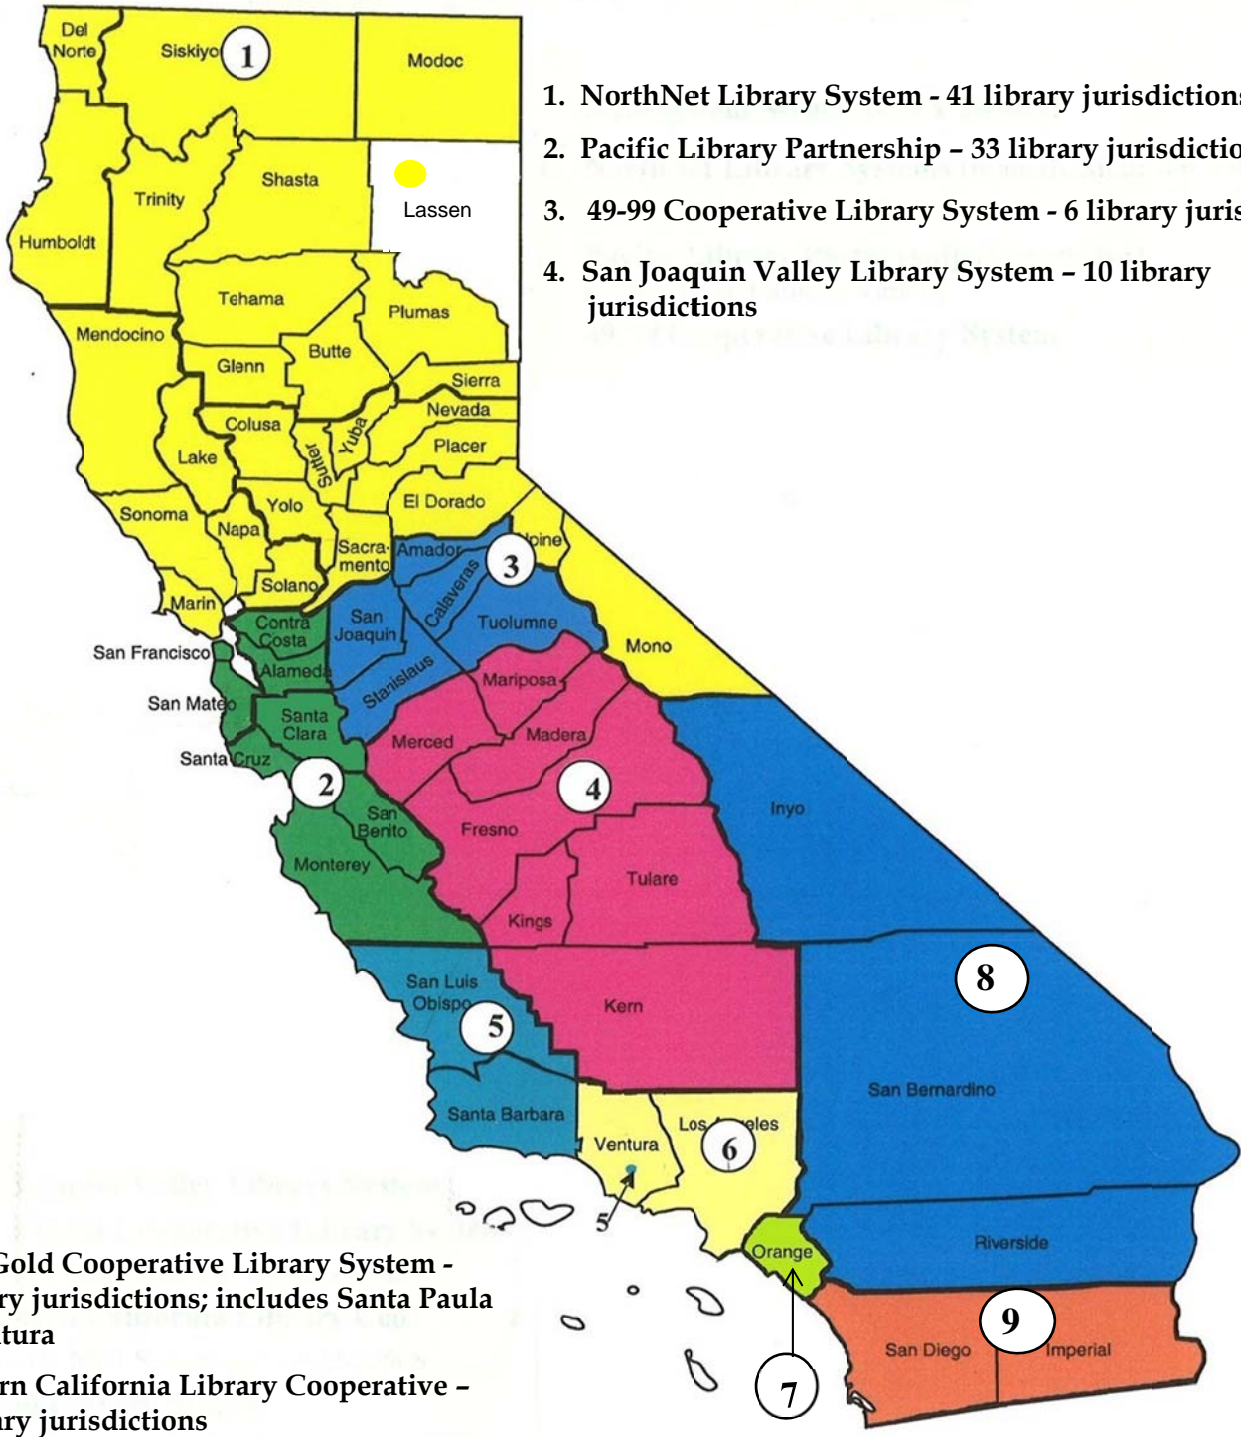 Del
Norte
Siskiyo
1
Modoc
1. NorthNet Library System - 41 library jurisdictions
2. Pacific Library Partnership – 33 library jurisdictio
3. 49-99 Cooperative Library System - 6 library juris
4. San Joaquin Valley Library System – 10 library
jurisdictions
Shasta
Trinity
Lassen
Humboldt
Tehama
Plumas
Mendocino
Butte
Glenn
Sierra
Nevada
Colusa
Yuba
Sutter
Placer
Lake
El Dorado
Yolo
Sonoma
Napa
Sacra-
mento
Amador
3
pine
Solano
Calaveras
Marin
Contra
Costa
San
Joaquin
Tuolumne
Mono
San Francisco
Alameda
Stanislaus
Mariposa
San Mateo
Santa
Clara
Merced
Madera
Santa Cruz
2
4
Inyo
San
Benito
Fresno
Monterey
Tulare
Kings
San Luis
Obispo
8
Kern
5
San Bernardino
Santa Barbara
Los eles
Ventura
6
5
Gold Cooperative Library System -
ry jurisdictions; includes Santa Paula
tura
Orange
Riverside
9
San Diego
Imperial
7
rn California Library Cooperative –
ary jurisdictions